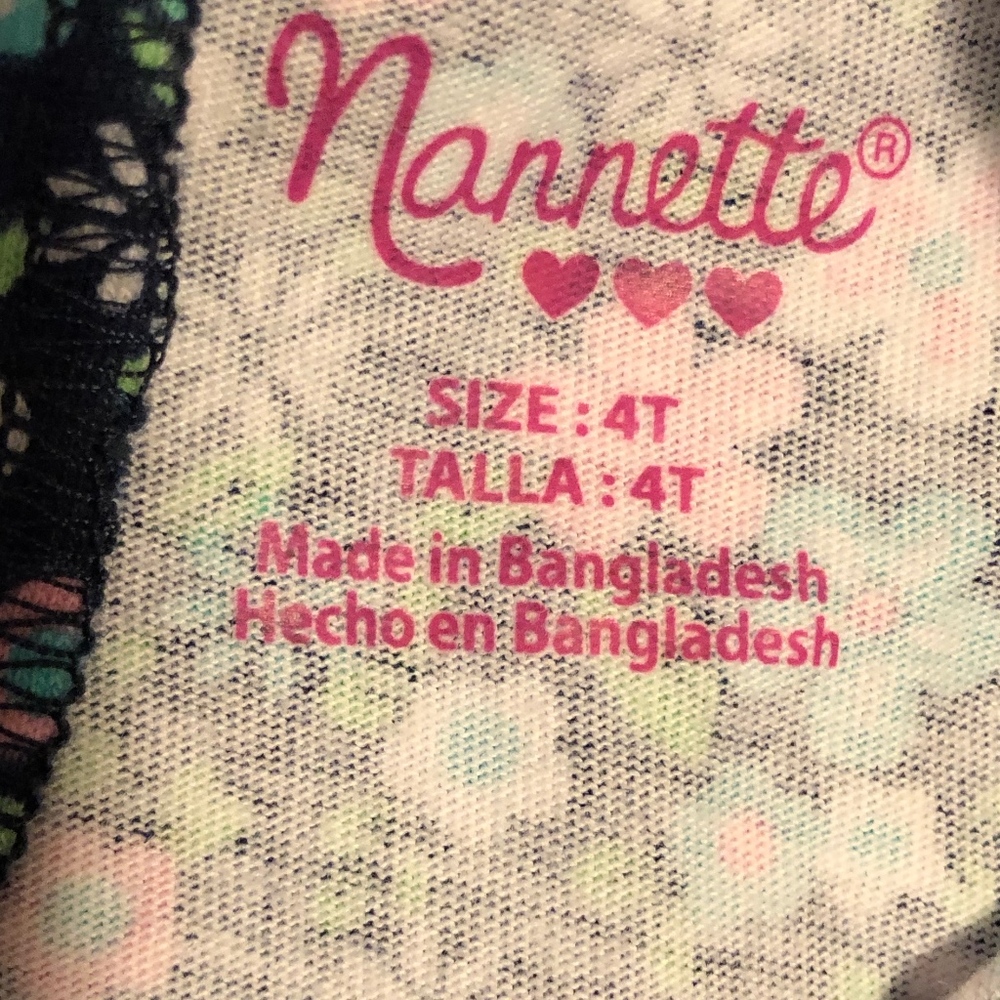 Nannette®
SIZE : 4T
TALLA : 4T
Made in Bangladesh
Hecho en Bangladesh